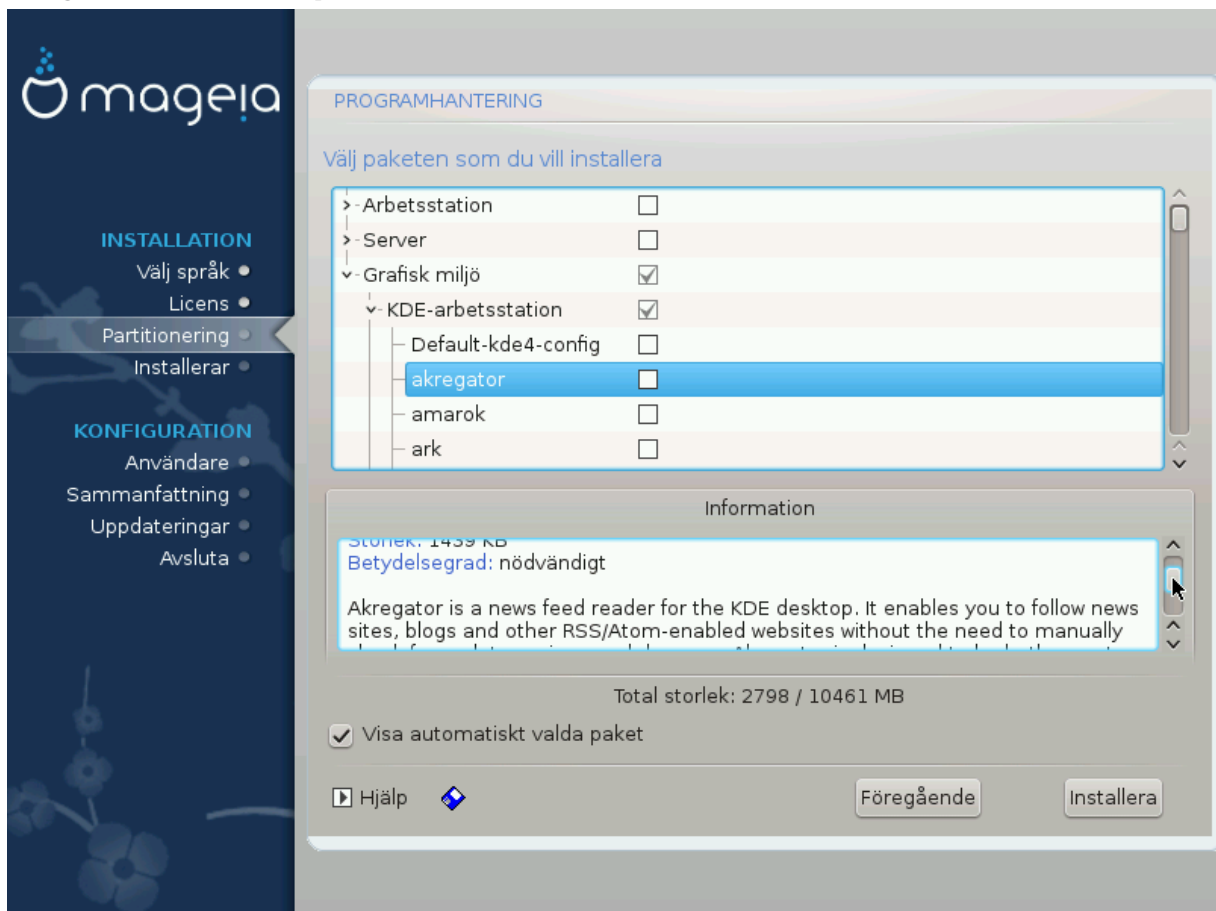 mageia
INSTALLATION
Välj språk
Licens
Partitionering
Installerar
KONFIGURATION
Användare
Sammanfattning
Uppdateringar
Avsluta
PROGRAMHANTERING
Välj paketen som du vill installera
Arbetsstation
Server
Grafisk miljö
KDE-arbetsstation
Default-kde4-config
akregator
amarok
ark
Information
Storlek: 1439 KB
Betydelsegrad: nödvändigt
Akregator is a news feed reader for the KDE desktop. It enables you to follow news
sites, blogs and other RSS/Atom-enabled websites without the need to manually
Total storlek: 2798 / 10461 MB
Visa automatiskt valda paket
Hjälp
Föregående
Installera